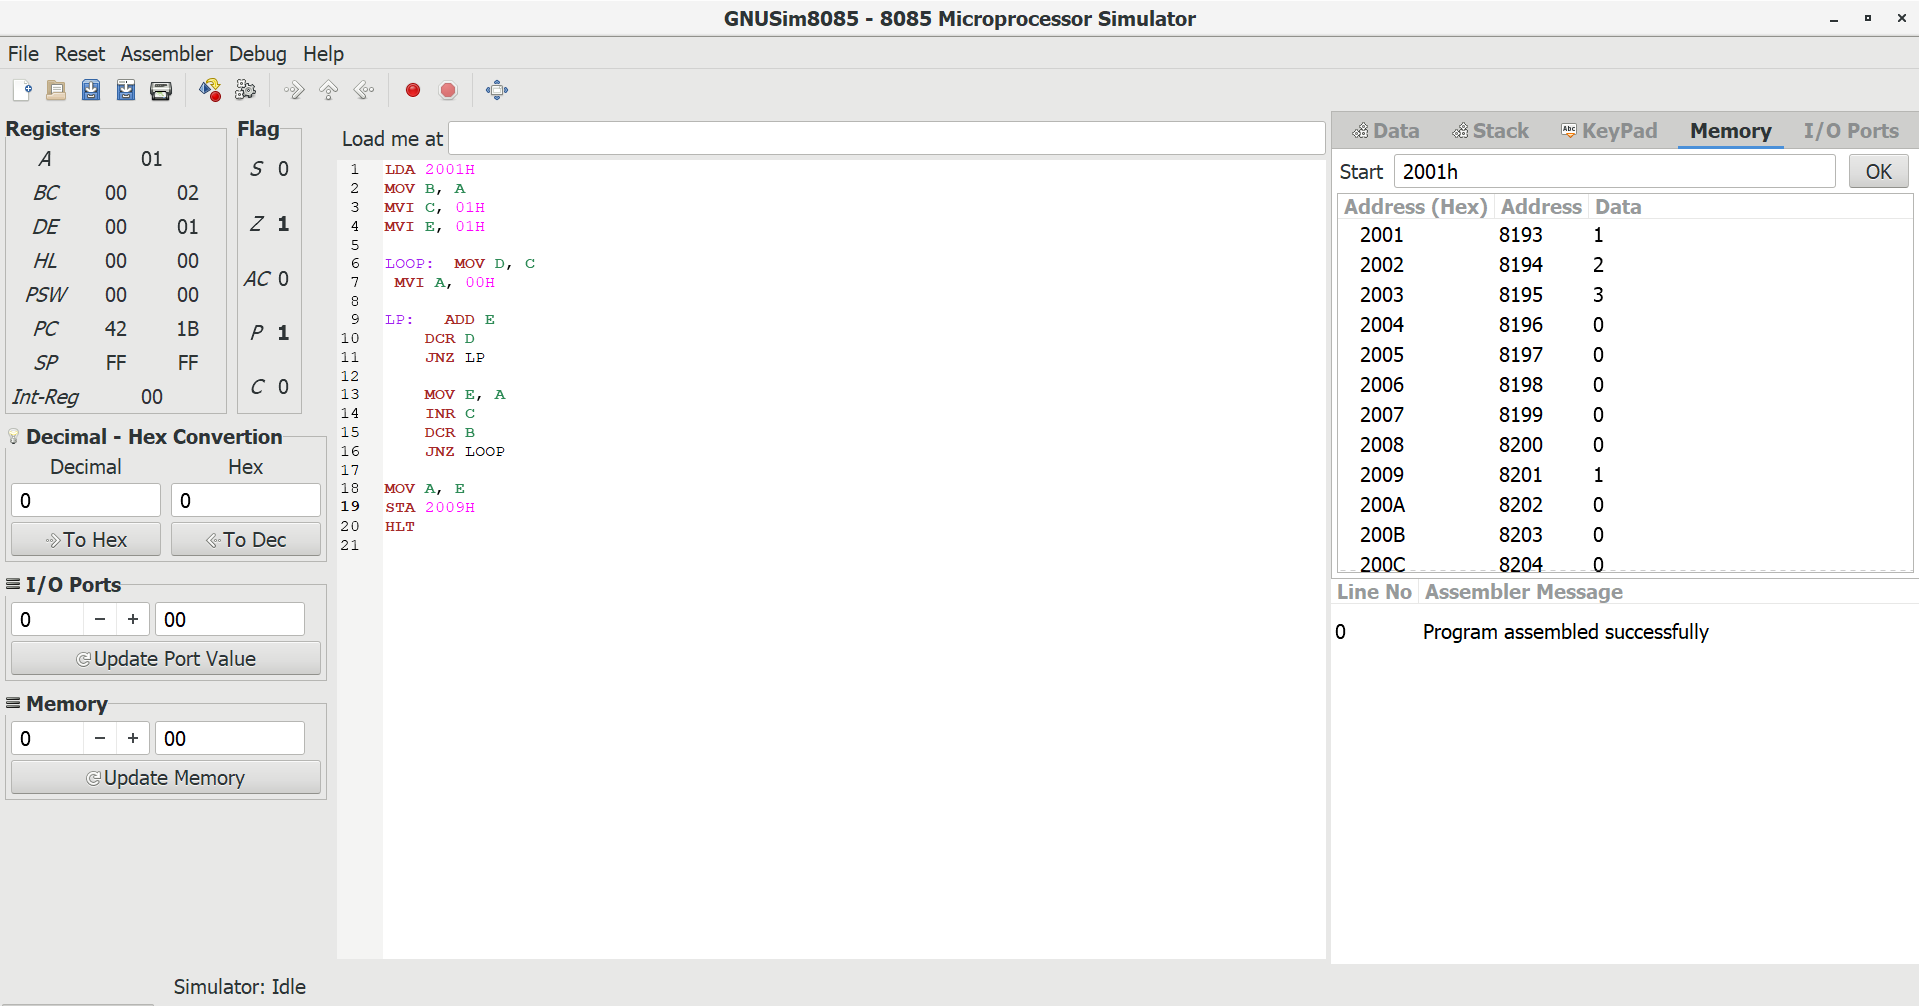 GNUSim8085 - 8085 Microprocessor Simulator
File Reset Assembler Debug Help
Registers
A 01
BC 00 02
DE 00 01
HL 00 00
PSW 00 00
PC 42 1B
SP FF FF
Int-Reg 00
Flag
S 0
Z 1
AC 0
P 1
C 0
Decimal - Hex Convertion
Decimal Hex
0 0
To Hex To Dec
I/O Ports
0 − + 00
Update Port Value
Memory
0 − + 00
Update Memory
Load me at
1 LDA 2001H
2 MOV B, A
3 MVI C, 01H
4 MVI E, 01H
5
6 LOOP: MOV D, C
7 MVI A, 00H
8
9 LP: ADD E
10 DCR D
11 JNZ LP
12
13 MOV E, A
14 INR C
15 DCR B
16 JNZ LOOP
17
18 MOV A, E
19 STA 2009H
20 HLT
21
Data Stack Abc KeyPad Memory I/O Ports
Start 2001h OK
Address (Hex) Address Data
2001 8193 1
2002 8194 2
2003 8195 3
2004 8196 0
2005 8197 0
2006 8198 0
2007 8199 0
2008 8200 0
2009 8201 1
200A 8202 0
200B 8203 0
200C 8204 0
Line No Assembler Message
0 Program assembled successfully
Simulator: Idle